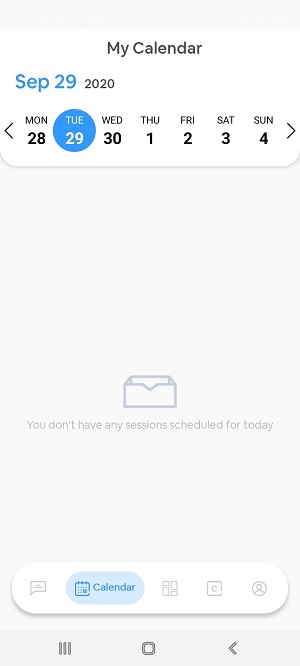 My Calendar
Sep 29 2020
MON TUE WED THU FRI SAT SUN
28 29 30 1 2 3 4
You don't have any sessions scheduled for today
Calendar
C